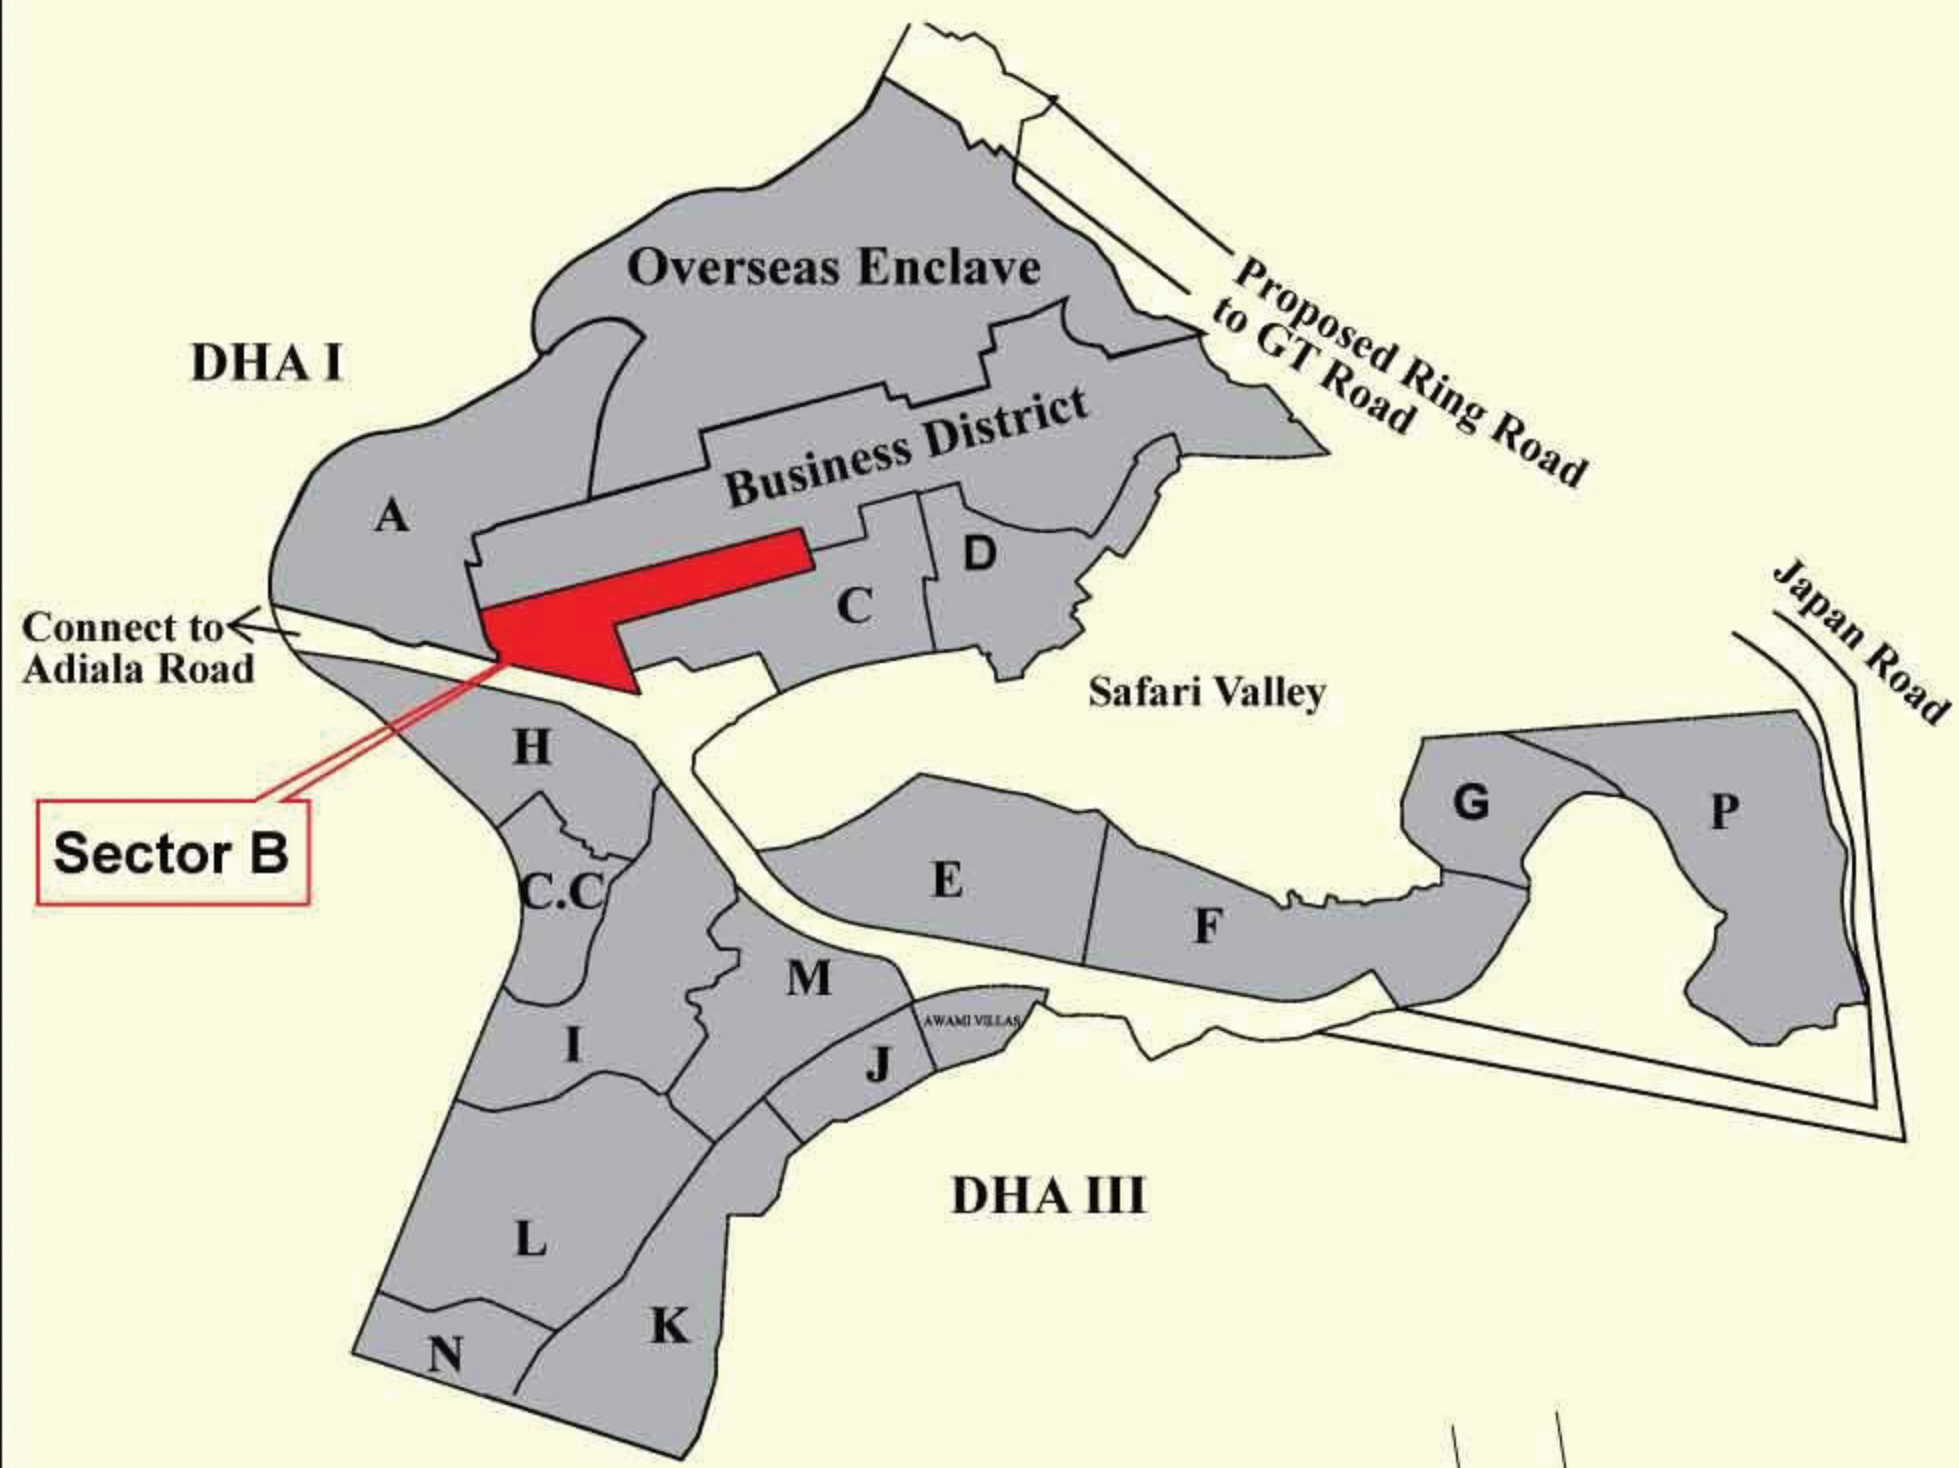 Overseas Enclave
Proposed Ring Road
to GT Road
DHA I
Business District
A
D
C
Connect to
Adiala Road
Japan Road
Safari Valley
H
G
P
Sector B
E
C.C
F
M
AWAMI VILLAS
I
J
DHA III
L
K
N